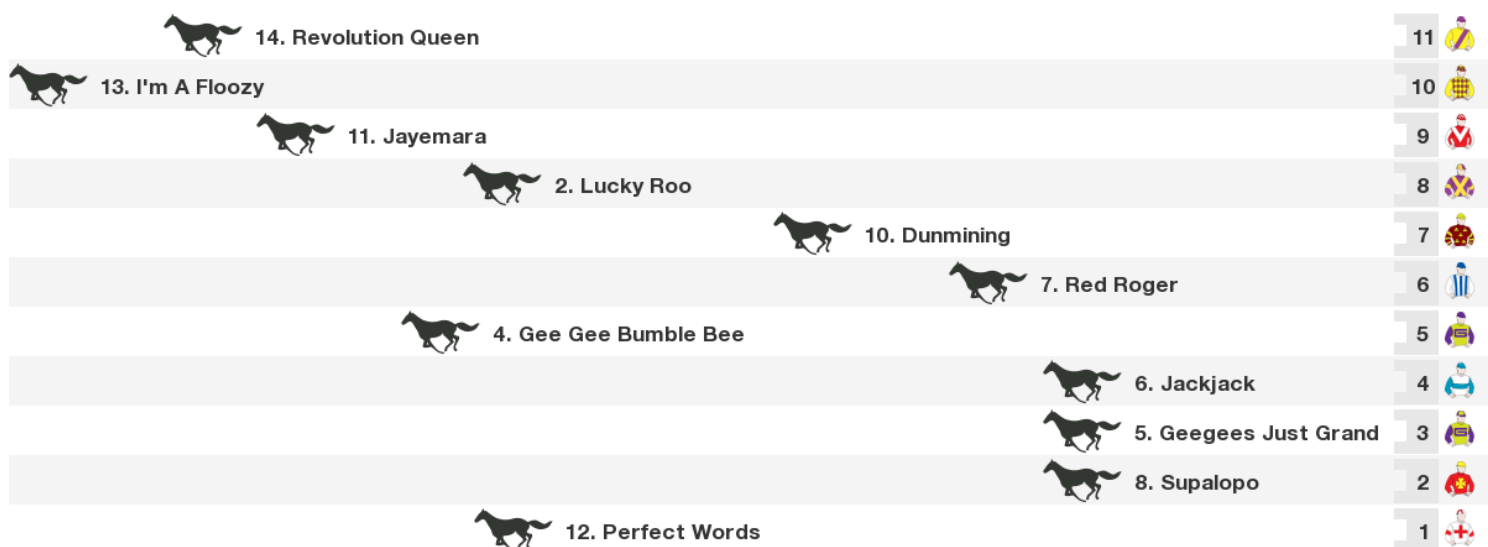 14. Revolution Queen 11
13. I'm A Floozy 10
11. Jayemara 9
2. Lucky Roo 8
10. Dunmining 7
7. Red Roger 6
4. Gee Gee Bumble Bee 5
6. Jackjack 4
5. Geegees Just Grand 3
8. Supalopo 2
12. Perfect Words 1